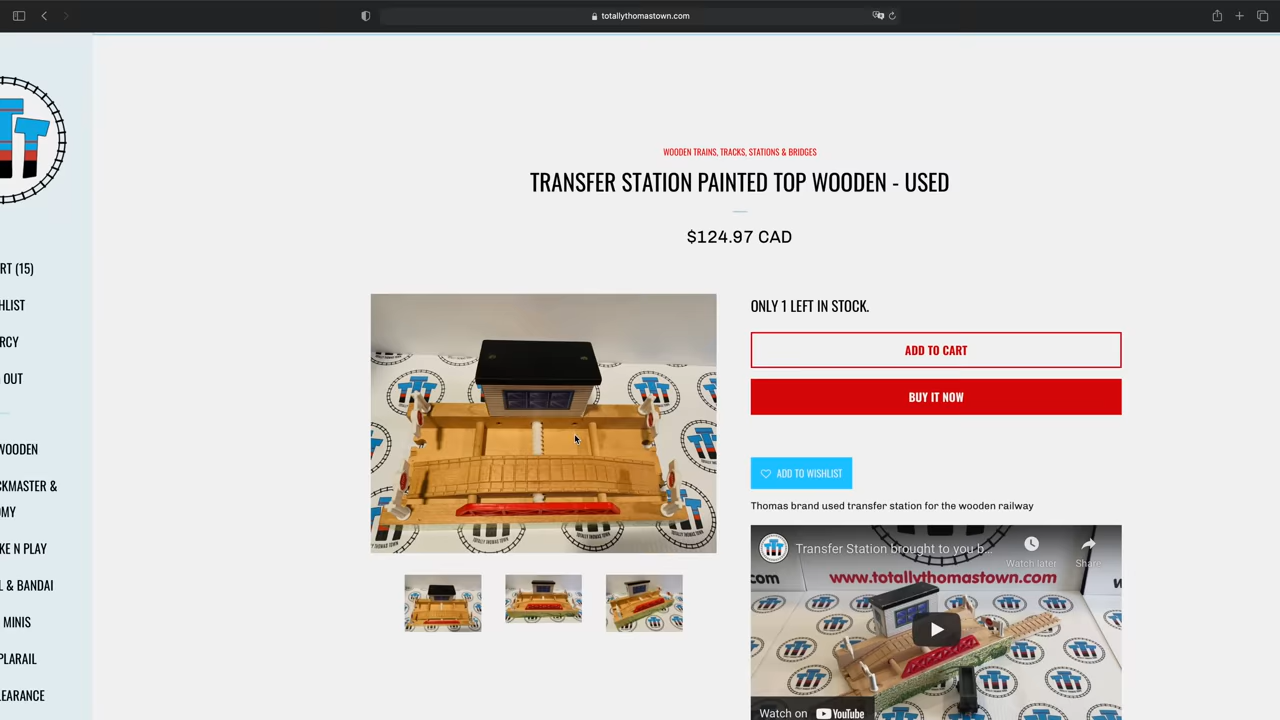 totallythomastown.com
RT (15)
HLIST
RCY
OUT
WOODEN
CKMASTER &
OMY
KE N PLAY
L & BANDAI
MINIS
PLARAIL
LEARANCE
WOODEN TRAINS, TRACKS, STATIONS & BRIDGES
TRANSFER STATION PAINTED TOP WOODEN - USED
$124.97 CAD
ONLY 1 LEFT IN STOCK.
ADD TO CART
BUY IT NOW
ADD TO WISHLIST
Thomas brand used transfer station for the wooden railway
Transfer Station brought to you b...
Watch later
Share
.com
www.totallythomastown.com
Watch on YouTube